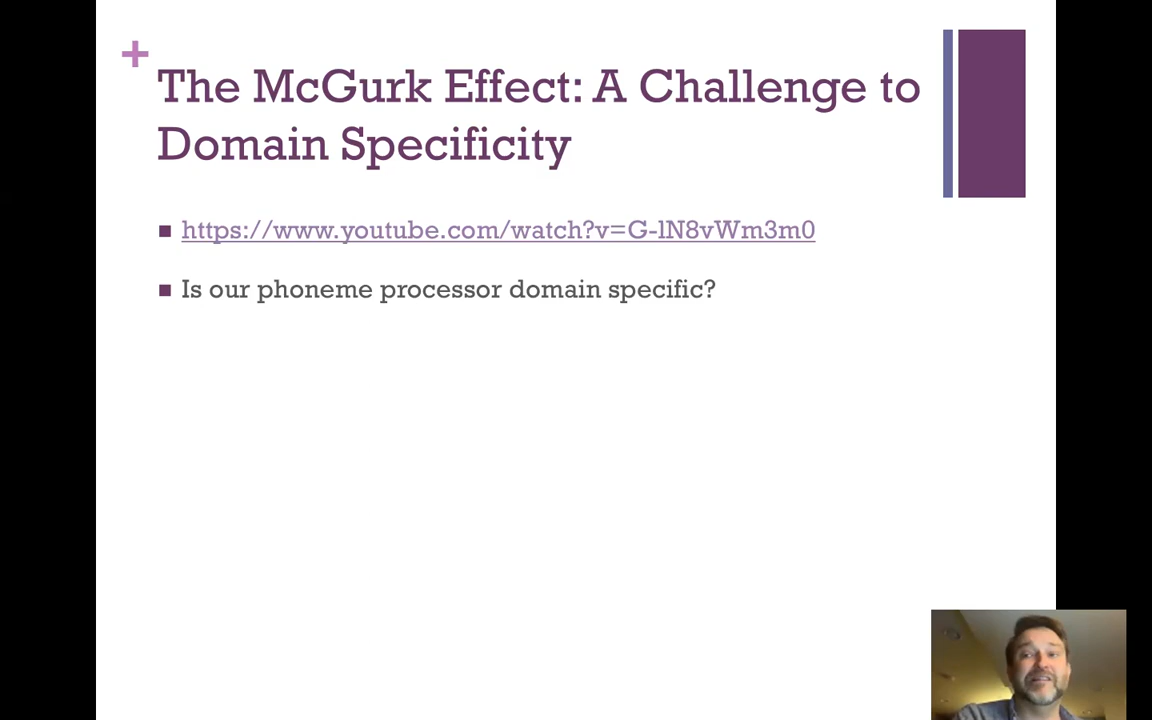 The McGurk Effect: A Challenge to
Domain Specificity
https://www.youtube.com/watch?v=G-lN8vWm3m0
Is our phoneme processor domain specific?